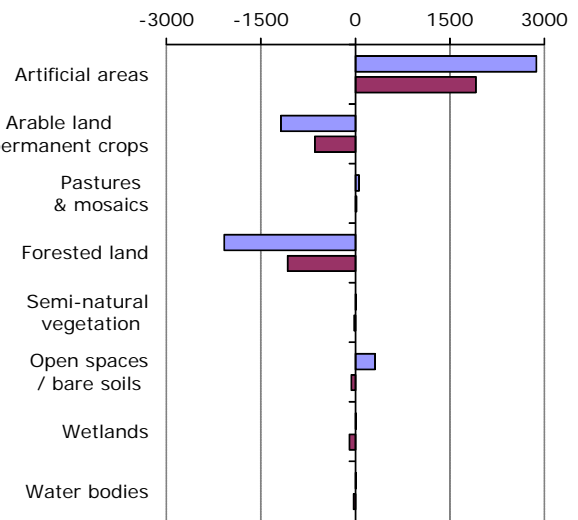 -3000 -1500 0 1500 3000
Artificial areas
Arable land
ermanent crops
Pastures
& mosaics
Forested land
Semi-natural
vegetation
Open spaces
/ bare soils
Wetlands
Water bodies